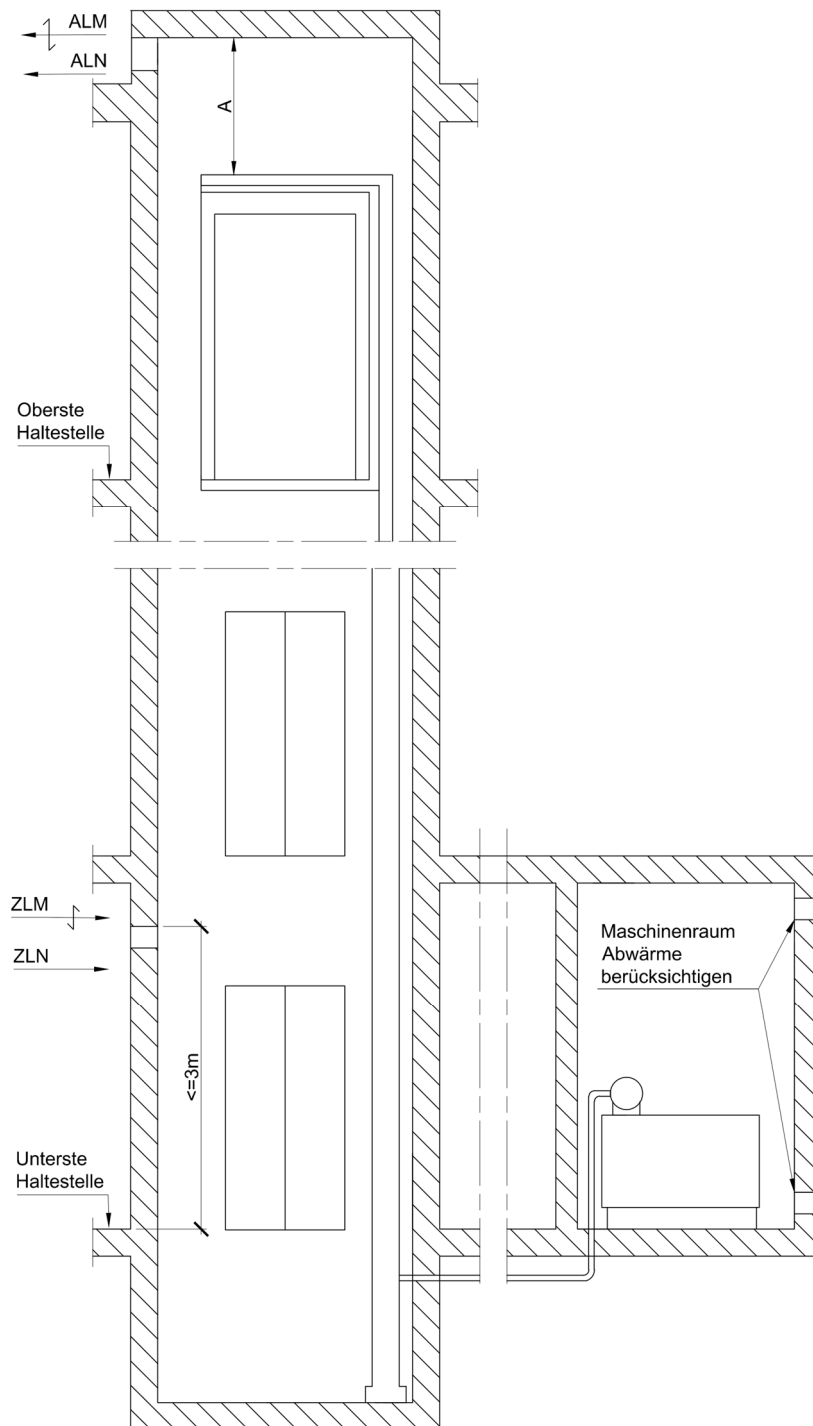 ALM
ALN
A
Oberste
Haltestelle
ZLM
ZLN
Maschinenraum
Abwärme
berücksichtigen
<=3m
Unterste
Haltestelle